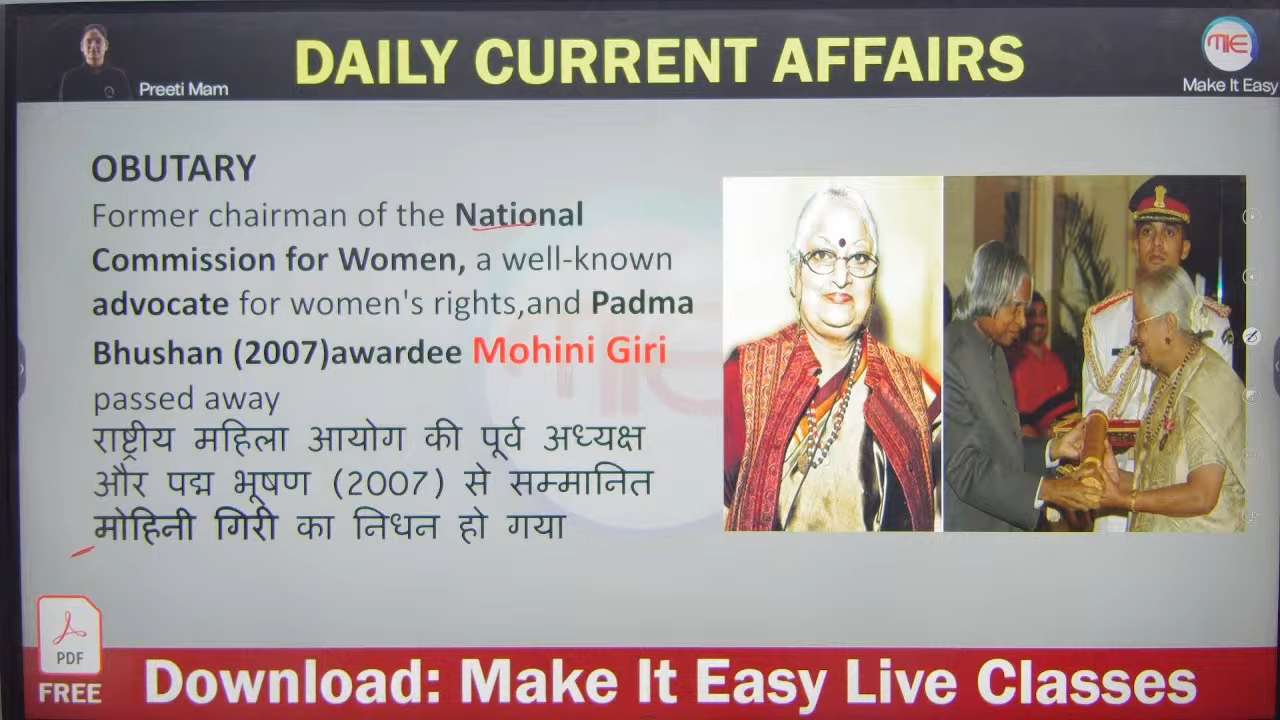 DAILY CURRENT AFFAIRS
MIE
Preeti Mam
Make It Easy
OBUTARY
Former chairman of the National
Commission for Women, a well-known
advocate for women's rights,and Padma
Bhushan (2007)awardee Mohini Giri
passed away
राष्ट्रीय महिला आयोग की पूर्व अध्यक्ष
और पद्म भूषण (2007) से सम्मानित
मोहिनी गिरी का निधन हो गया
PDF
FREE
Download: Make It Easy Live Classes